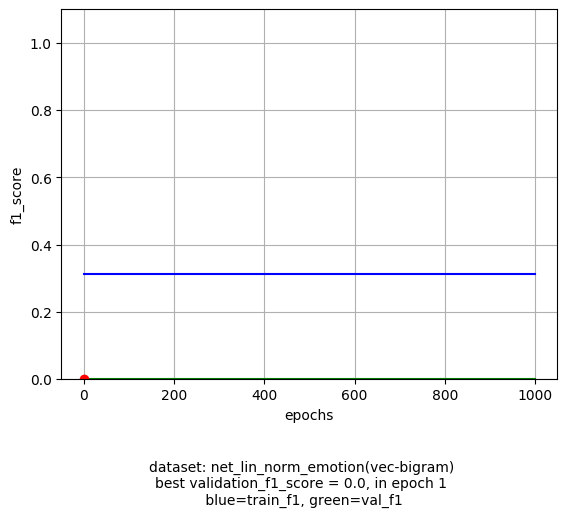 1.0
0.8
0.6
0.4
0.2
0.0
f1_score
0 200 400 600 800 1000
epochs
dataset: net_lin_norm_emotion(vec-bigram)
best validation_f1_score = 0.0, in epoch 1
blue=train_f1, green=val_f1